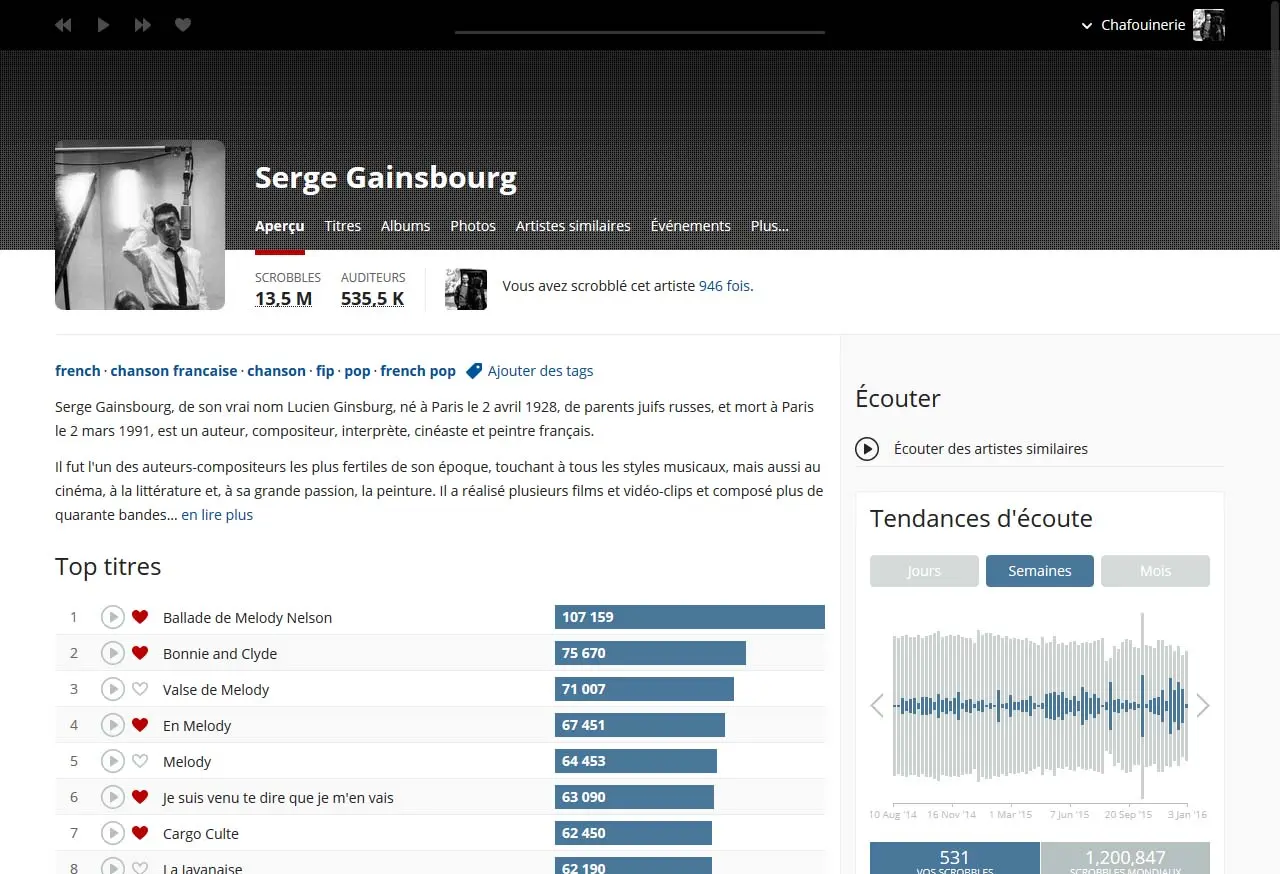 Chafouinerie
Serge Gainsbourg
Aperçu Titres Albums Photos Artistes similaires Événements Plus...
SCROBBLES AUDITEURS
13,5 M 535,5 K
Vous avez scrobblé cet artiste 946 fois.
french · chanson francaise · chanson · fip · pop · french pop Ajouter des tags
Serge Gainsbourg, de son vrai nom Lucien Ginsburg, né à Paris le 2 avril 1928, de parents juifs russes, et mort à Paris
le 2 mars 1991, est un auteur, compositeur, interprète, cinéaste et peintre français.
Il fut l'un des auteurs-compositeurs les plus fertiles de son époque, touchant à tous les styles musicaux, mais aussi au
cinéma, à la littérature et, à sa grande passion, la peinture. Il a réalisé plusieurs films et vidéo-clips et composé plus de
quarante bandes… en lire plus
Top titres
1 Ballade de Melody Nelson 107 159
2 Bonnie and Clyde 75 670
3 Valse de Melody 71 007
4 En Melody 67 451
5 Melody 64 453
6 Je suis venu te dire que je m'en vais 63 090
7 Cargo Culte 62 450
8 La Javanaise 62 190
Écouter
Écouter des artistes similaires
Tendances d'écoute
Jours Semaines Mois
10 Aug '14 16 Nov '14 1 Mar '15 7 Jun '15 20 Sep '15 3 Jan '16
531 1,200,847
VOS SCROBBLES SCROBBLES MONDIAUX